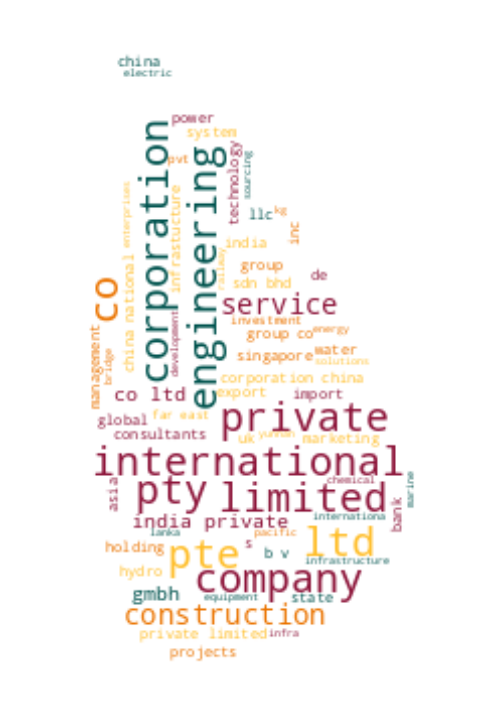 china
electric
power
system
corporation
engineering
pvt
technology
sourcing
enterprises
infrastucture
llc
kg
inc
india
railway
china national
group
de
sdn bhd
co
service
development
investment
management
bridge
group co
energy
singapore
water
solutions
corporation china
co ltd
export
import
global
far east
private
consultants
uk
yunnan
marketing
international
asia
pty
limited
chemical
bank
marine
india private
internationa
lanka
pacific
ltd
holding
pte
s
b v
infrastructure
hydro
company
gmbh
equipment
state
construction
private limited
infra
projects